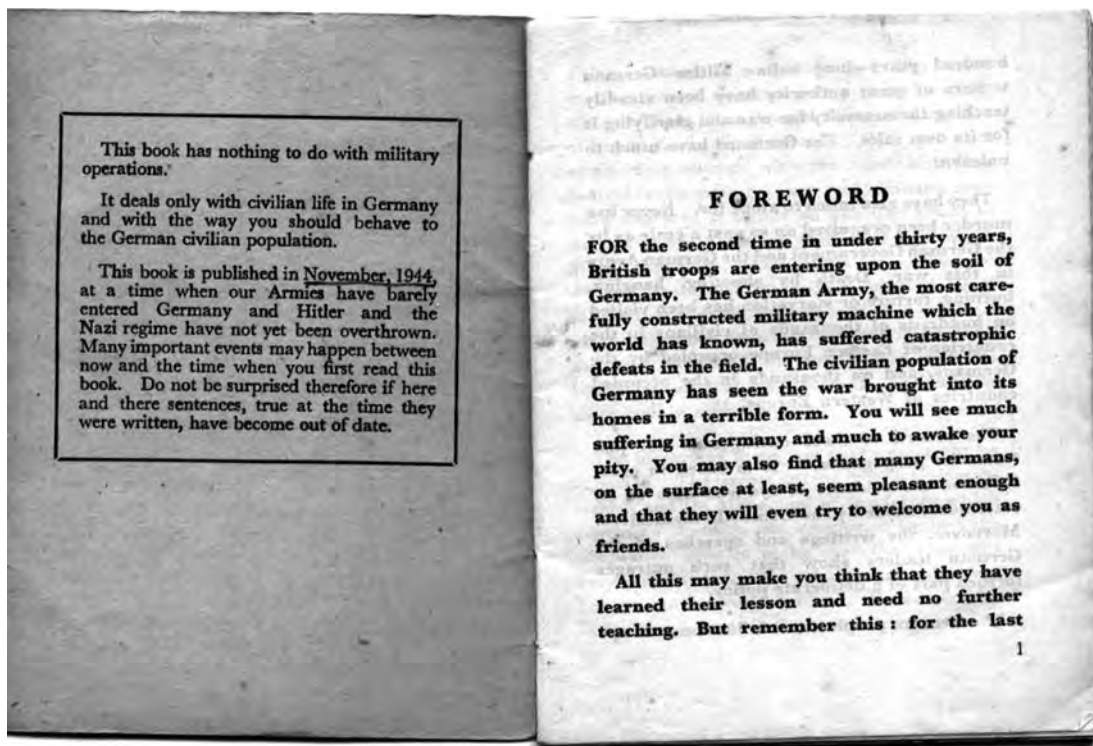 This book has nothing to do with military
operations.
It deals only with civilian life in Germany
and with the way you should behave to
the German civilian population.
This book is published in November, 1944,
at a time when our Armies have barely
entered Germany and Hitler and the
Nazi regime have not yet been overthrown.
Many important events may happen between
now and the time when you first read this
book. Do not be surprised therefore if here
and there sentences, true at the time they
were written, have become out of date.
FOREWORD
FOR the second time in under thirty years,
British troops are entering upon the soil of
Germany. The German Army, the most care-
fully constructed military machine which the
world has known, has suffered catastrophic
defeats in the field. The civilian population of
Germany has seen the war brought into its
homes in a terrible form. You will see much
suffering in Germany and much to awake your
pity. You may also find that many Germans,
on the surface at least, seem pleasant enough
and that they will even try to welcome you as
friends.
All this may make you think that they have
learned their lesson and need no further
teaching. But remember this : for the last
1